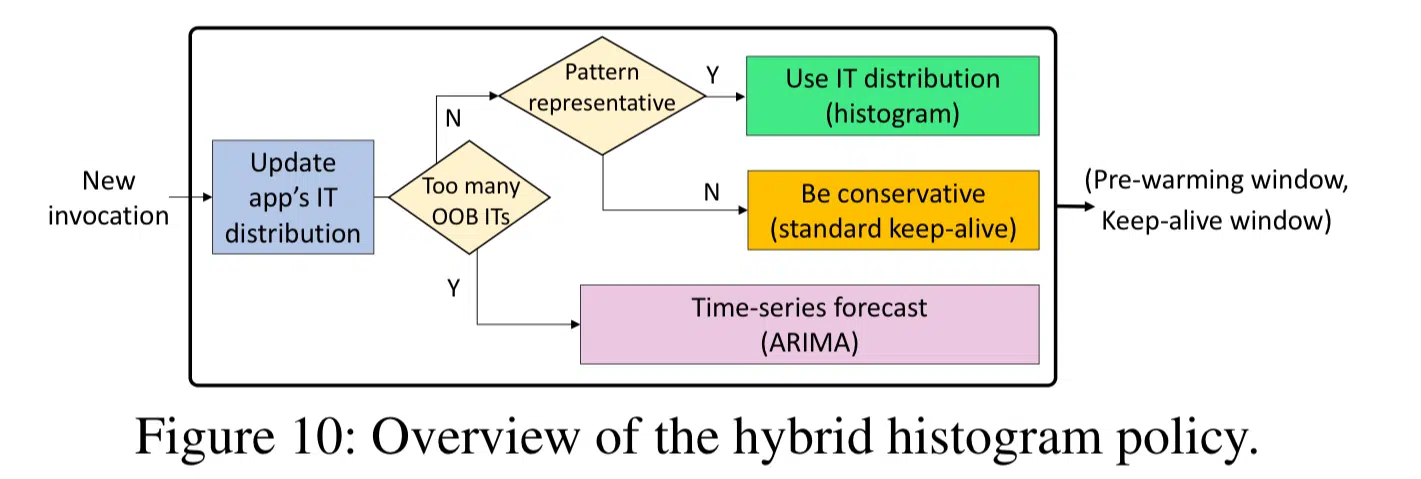 New
invocation
Update
app's IT
distribution
Too many
OOB ITs
N
Y
Pattern
representative
Y
N
Use IT distribution
(histogram)
Be conservative
(standard keep-alive)
Time-series forecast
(ARIMA)
(Pre-warming window,
Keep-alive window)
Figure 10: Overview of the hybrid histogram policy.